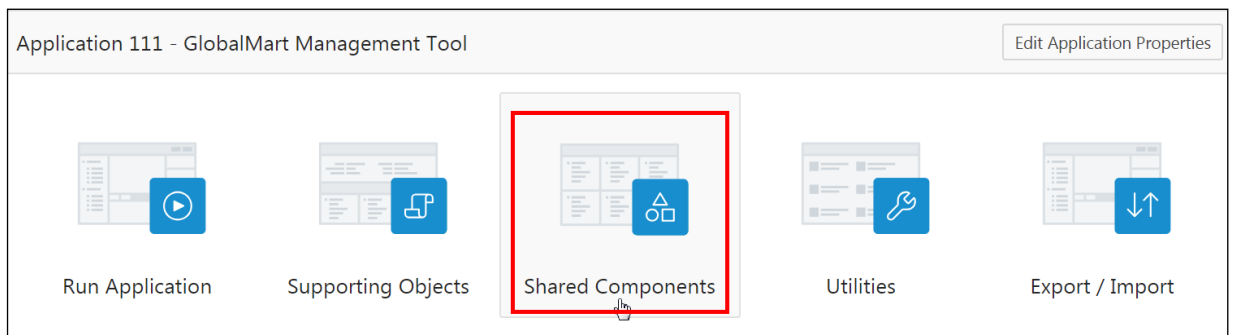 Application 111 - GlobalMart Management Tool
Edit Application Properties
Run Application
Supporting Objects
Shared Components
Utilities
Export / Import